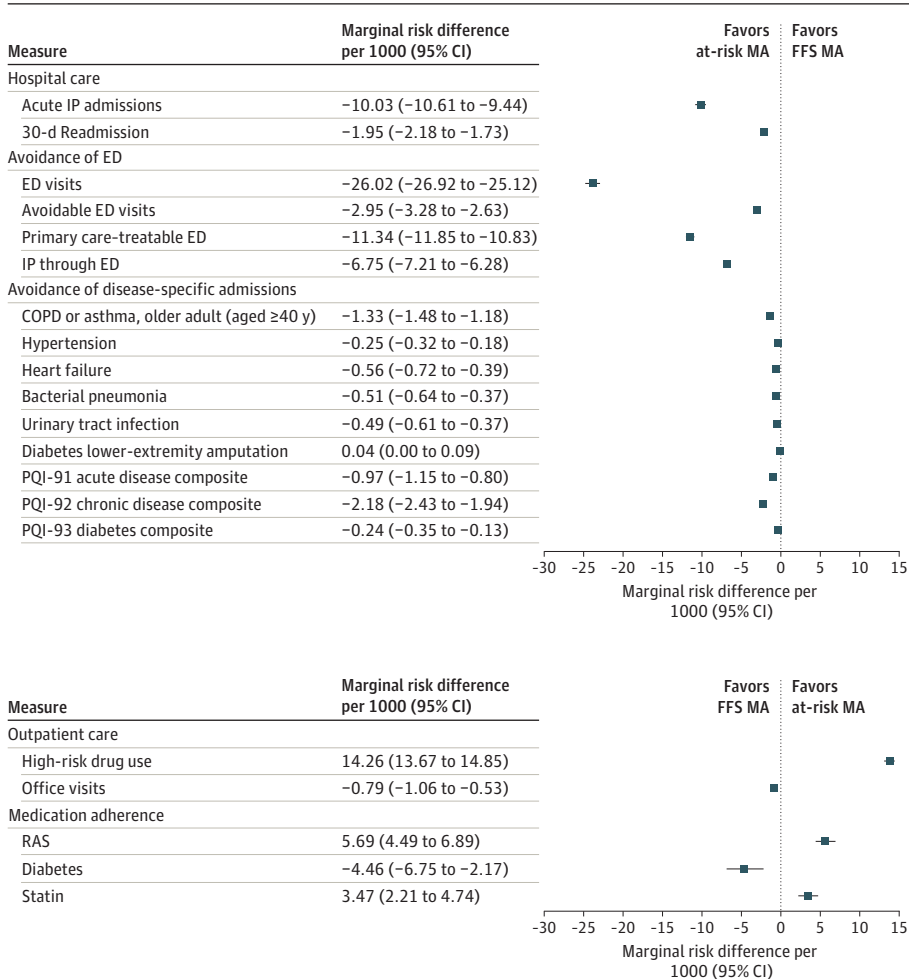 Measure
Marginal risk difference
per 1000 (95% CI)
Favors
at-risk MA
Favors
FFS MA
Hospital care
Acute IP admissions −10.03 (−10.61 to −9.44)
30-d Readmission −1.95 (−2.18 to −1.73)
Avoidance of ED
ED visits −26.02 (−26.92 to −25.12)
Avoidable ED visits −2.95 (−3.28 to −2.63)
Primary care-treatable ED −11.34 (−11.85 to −10.83)
IP through ED −6.75 (−7.21 to −6.28)
Avoidance of disease-specific admissions
COPD or asthma, older adult (aged ≥40 y) −1.33 (−1.48 to −1.18)
Hypertension −0.25 (−0.32 to −0.18)
Heart failure −0.56 (−0.72 to −0.39)
Bacterial pneumonia −0.51 (−0.64 to −0.37)
Urinary tract infection −0.49 (−0.61 to −0.37)
Diabetes lower-extremity amputation 0.04 (0.00 to 0.09)
PQI-91 acute disease composite −0.97 (−1.15 to −0.80)
PQI-92 chronic disease composite −2.18 (−2.43 to −1.94)
PQI-93 diabetes composite −0.24 (−0.35 to −0.13)
-30 -25 -20 -15 -10 -5 0 5 10 15
Marginal risk difference per
1000 (95% CI)
Measure
Marginal risk difference
per 1000 (95% CI)
Favors
FFS MA
Favors
at-risk MA
Outpatient care
High-risk drug use 14.26 (13.67 to 14.85)
Office visits −0.79 (−1.06 to −0.53)
Medication adherence
RAS 5.69 (4.49 to 6.89)
Diabetes −4.46 (−6.75 to −2.17)
Statin 3.47 (2.21 to 4.74)
-30 -25 -20 -15 -10 -5 0 5 10 15
Marginal risk difference per
1000 (95% CI)